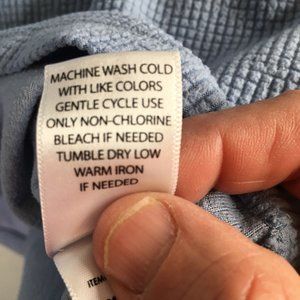 MACHINE WASH COLD
WITH LIKE COLORS
GENTLE CYCLE USE
ONLY NON-CHLORINE
BLEACH IF NEEDED
TUMBLE DRY LOW
WARM IRON
IF NEEDED
ITEM